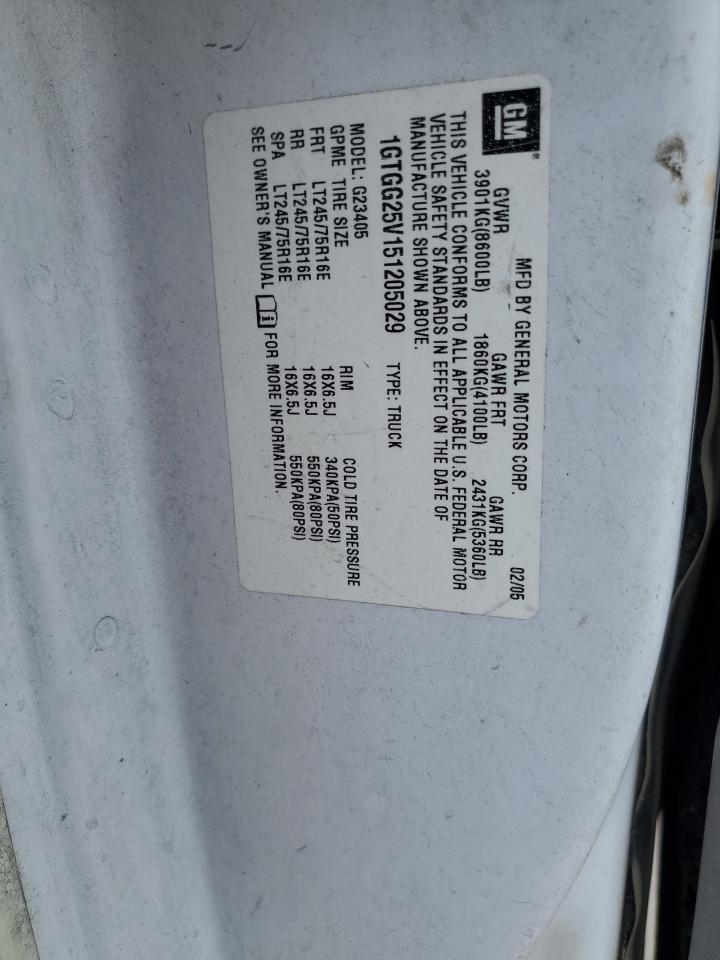 GM®
MFD BY GENERAL MOTORS CORP. 02/05
GVWR GAWR FRT GAWR RR
3901KG(8600LB) 1860KG(4100LB) 2431KG(5360LB)
THIS VEHICLE CONFORMS TO ALL APPLICABLE U.S. FEDERAL MOTOR
VEHICLE SAFETY STANDARDS IN EFFECT ON THE DATE OF
MANUFACTURE SHOWN ABOVE.
1GTGG25V151205029 TYPE: TRUCK
MODEL: G23405
GPME TIRE SIZE RIM COLD TIRE PRESSURE
FRT LT245/75R16E 16X6.5J 340KPA(50PSI)
RR LT245/75R16E 16X6.5J 550KPA(80PSI)
SPA LT245/75R16E 16X6.5J 550KPA(80PSI)
SEE OWNER'S MANUAL i FOR MORE INFORMATION.